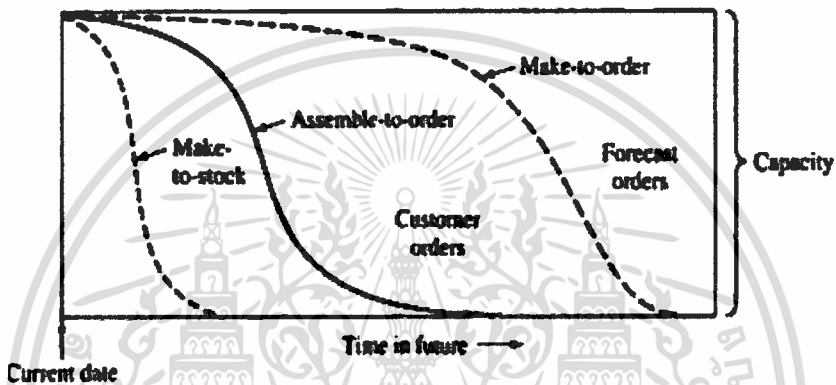 Make-to-order
Assemble-to-order
Make-
to-stock
Forecast
orders
Capacity
Customer
orders
Time in future
Current date